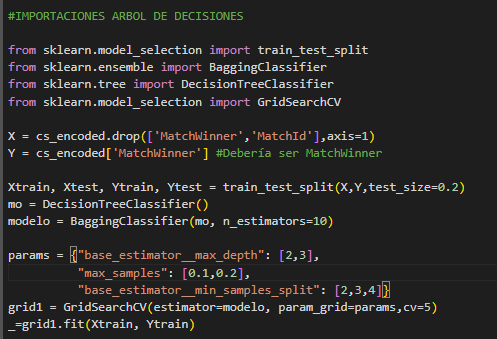 #IMPORTACIONES ARBOL DE DECISIONES
from sklearn.model_selection import train_test_split
from sklearn.ensemble import BaggingClassifier
from sklearn.tree import DecisionTreeClassifier
from sklearn.model_selection import GridSearchCV
X = cs_encoded.drop(['MatchWinner','MatchId'],axis=1)
Y = cs_encoded['MatchWinner'] #Debería ser MatchWinner
Xtrain, Xtest, Ytrain, Ytest = train_test_split(X,Y,test_size=0.2)
mo = DecisionTreeClassifier()
modelo = BaggingClassifier(mo, n_estimators=10)
params = {"base_estimator__max_depth": [2,3],
"max_samples": [0.1,0.2],
"base_estimator__min_samples_split": [2,3,4]}
grid1 = GridSearchCV(estimator=modelo, param_grid=params,cv=5)
_=grid1.fit(Xtrain, Ytrain)